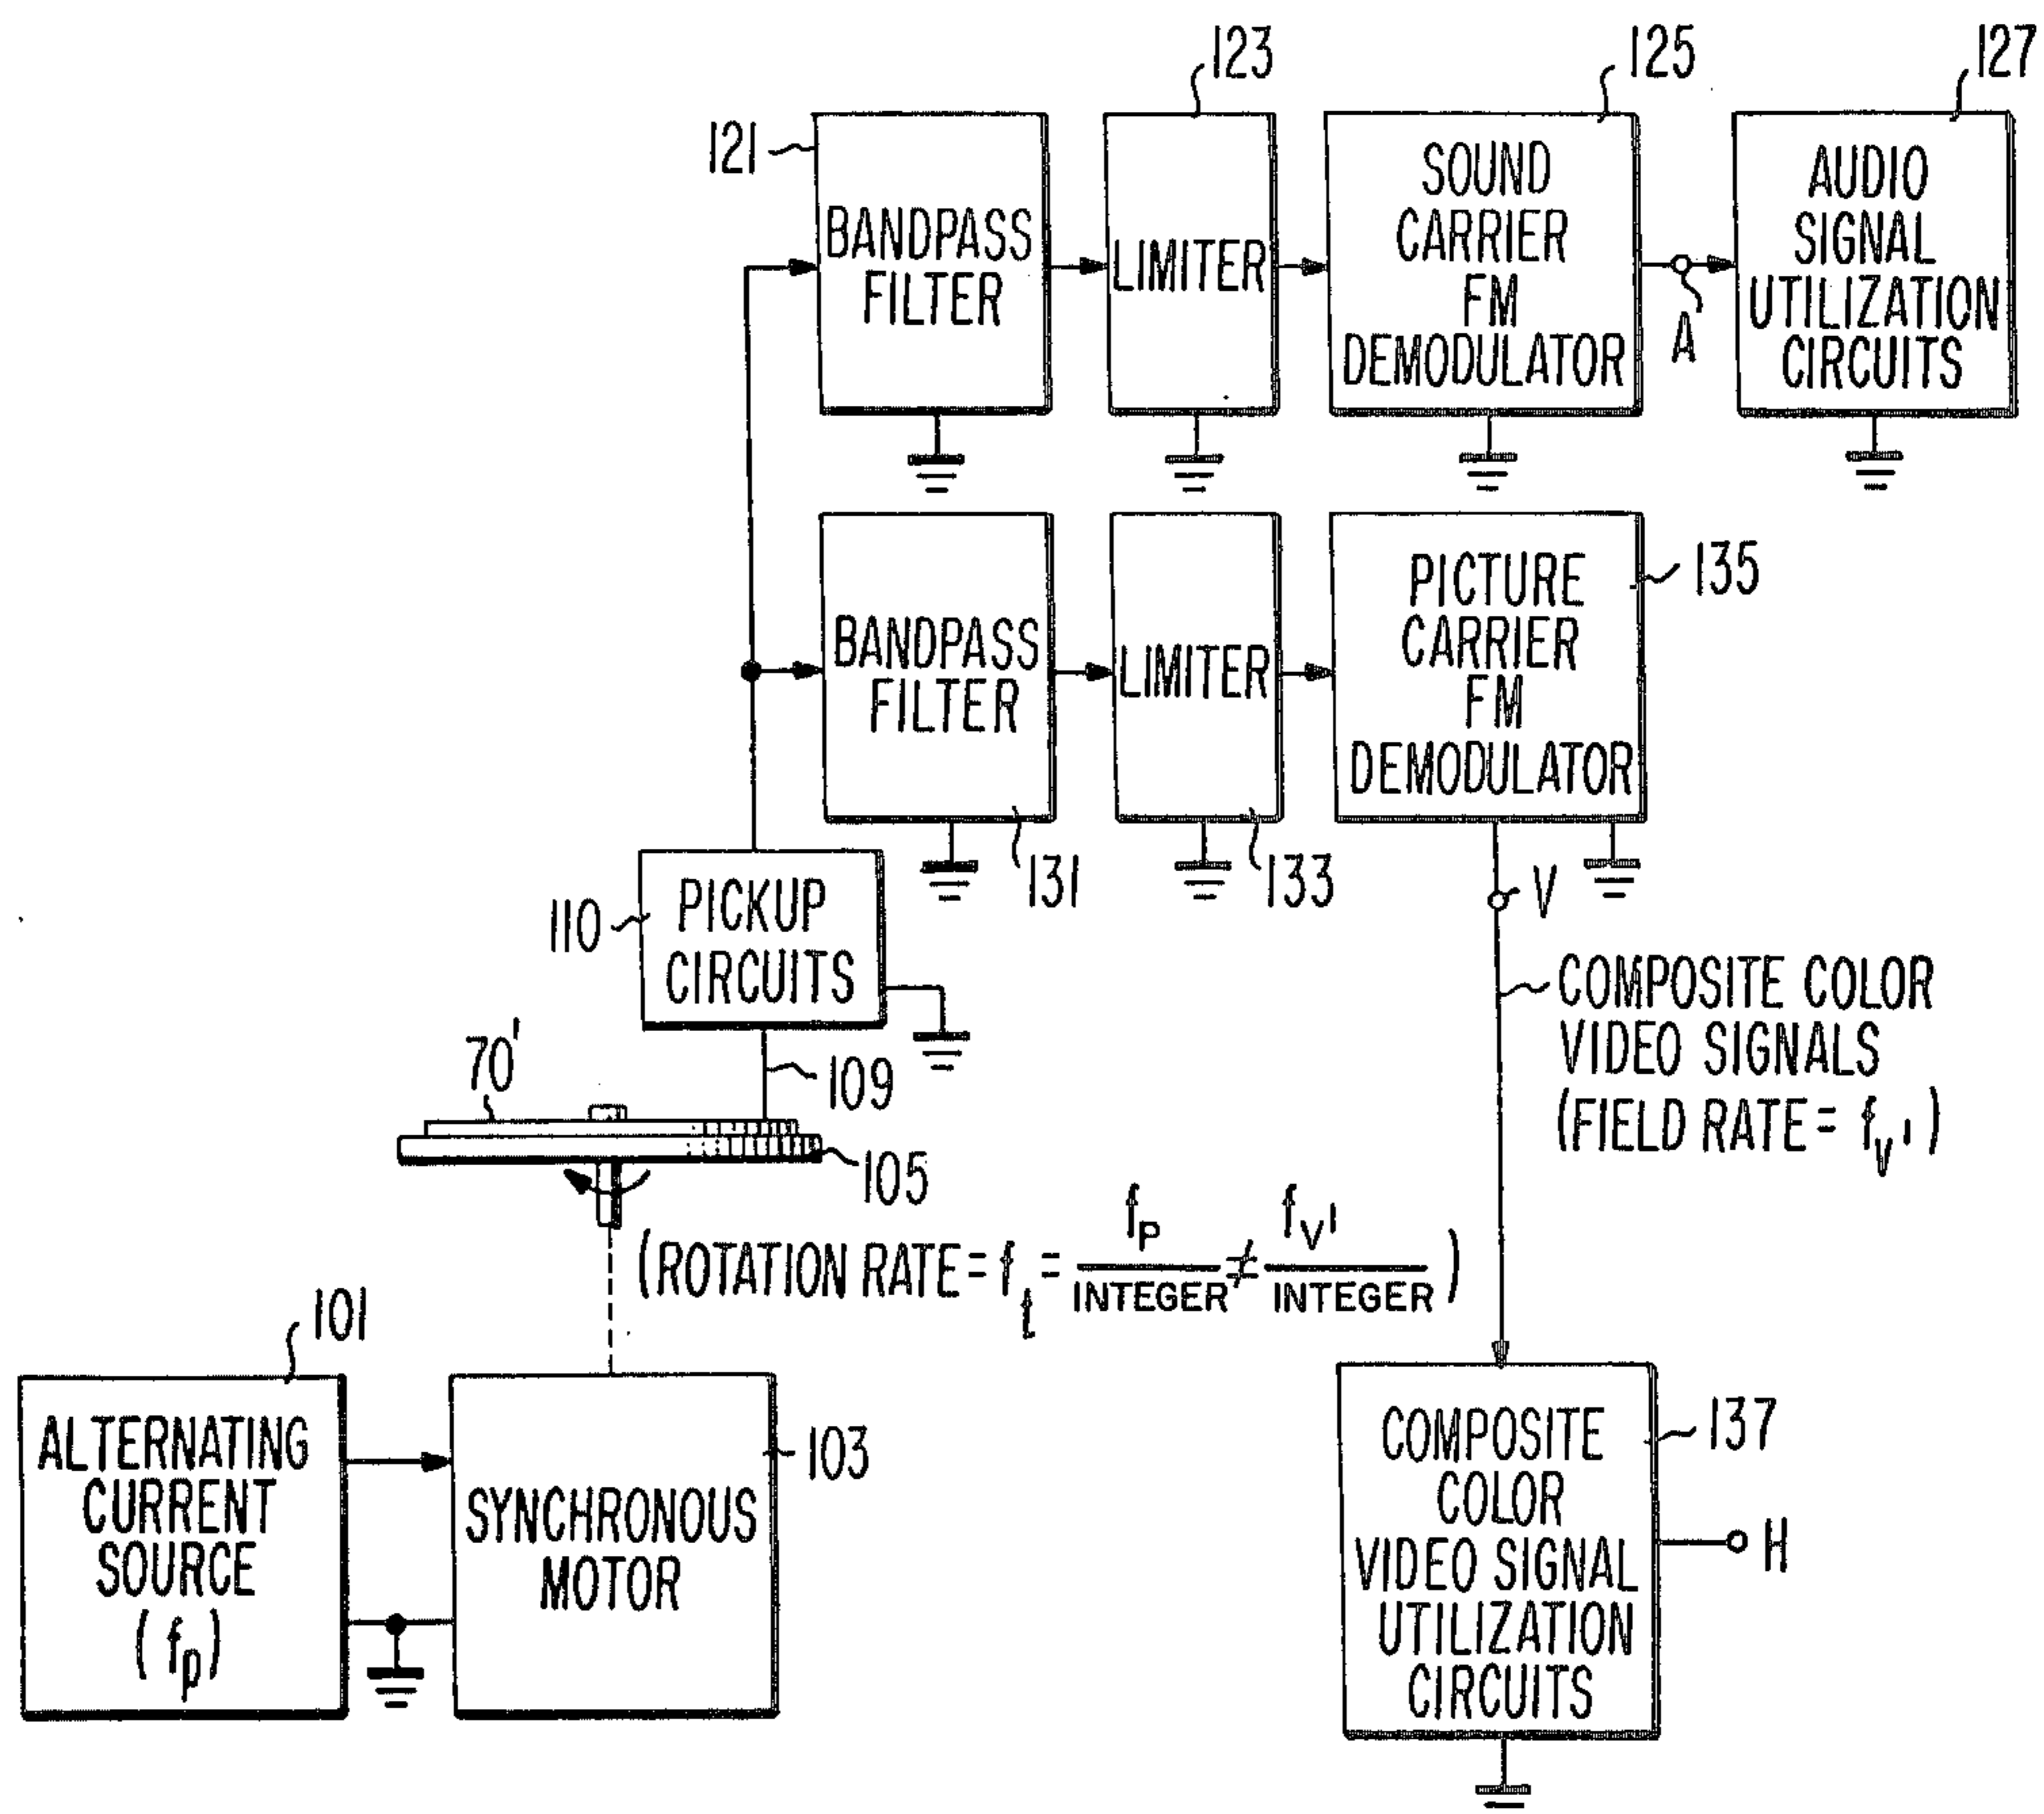 123
125
127
121
BANDPASS
FILTER
LIMITER
SOUND
CARRIER
FM
DEMODULATOR
A
AUDIO
SIGNAL
UTILIZATION
CIRCUITS
BANDPASS
FILTER
131
LIMITER
133
PICTURE
CARRIER
FM
DEMODULATOR
135
V
110
PICKUP
CIRCUITS
109
70'
105
COMPOSITE COLOR
VIDEO SIGNALS
(FIELD RATE = fv')
(ROTATION RATE = ft = fp/INTEGER ≠ fv'/INTEGER)
101
ALTERNATING
CURRENT
SOURCE
(fp)
SYNCHRONOUS
MOTOR
103
COMPOSITE
COLOR
VIDEO SIGNAL
UTILIZATION
CIRCUITS
137
H